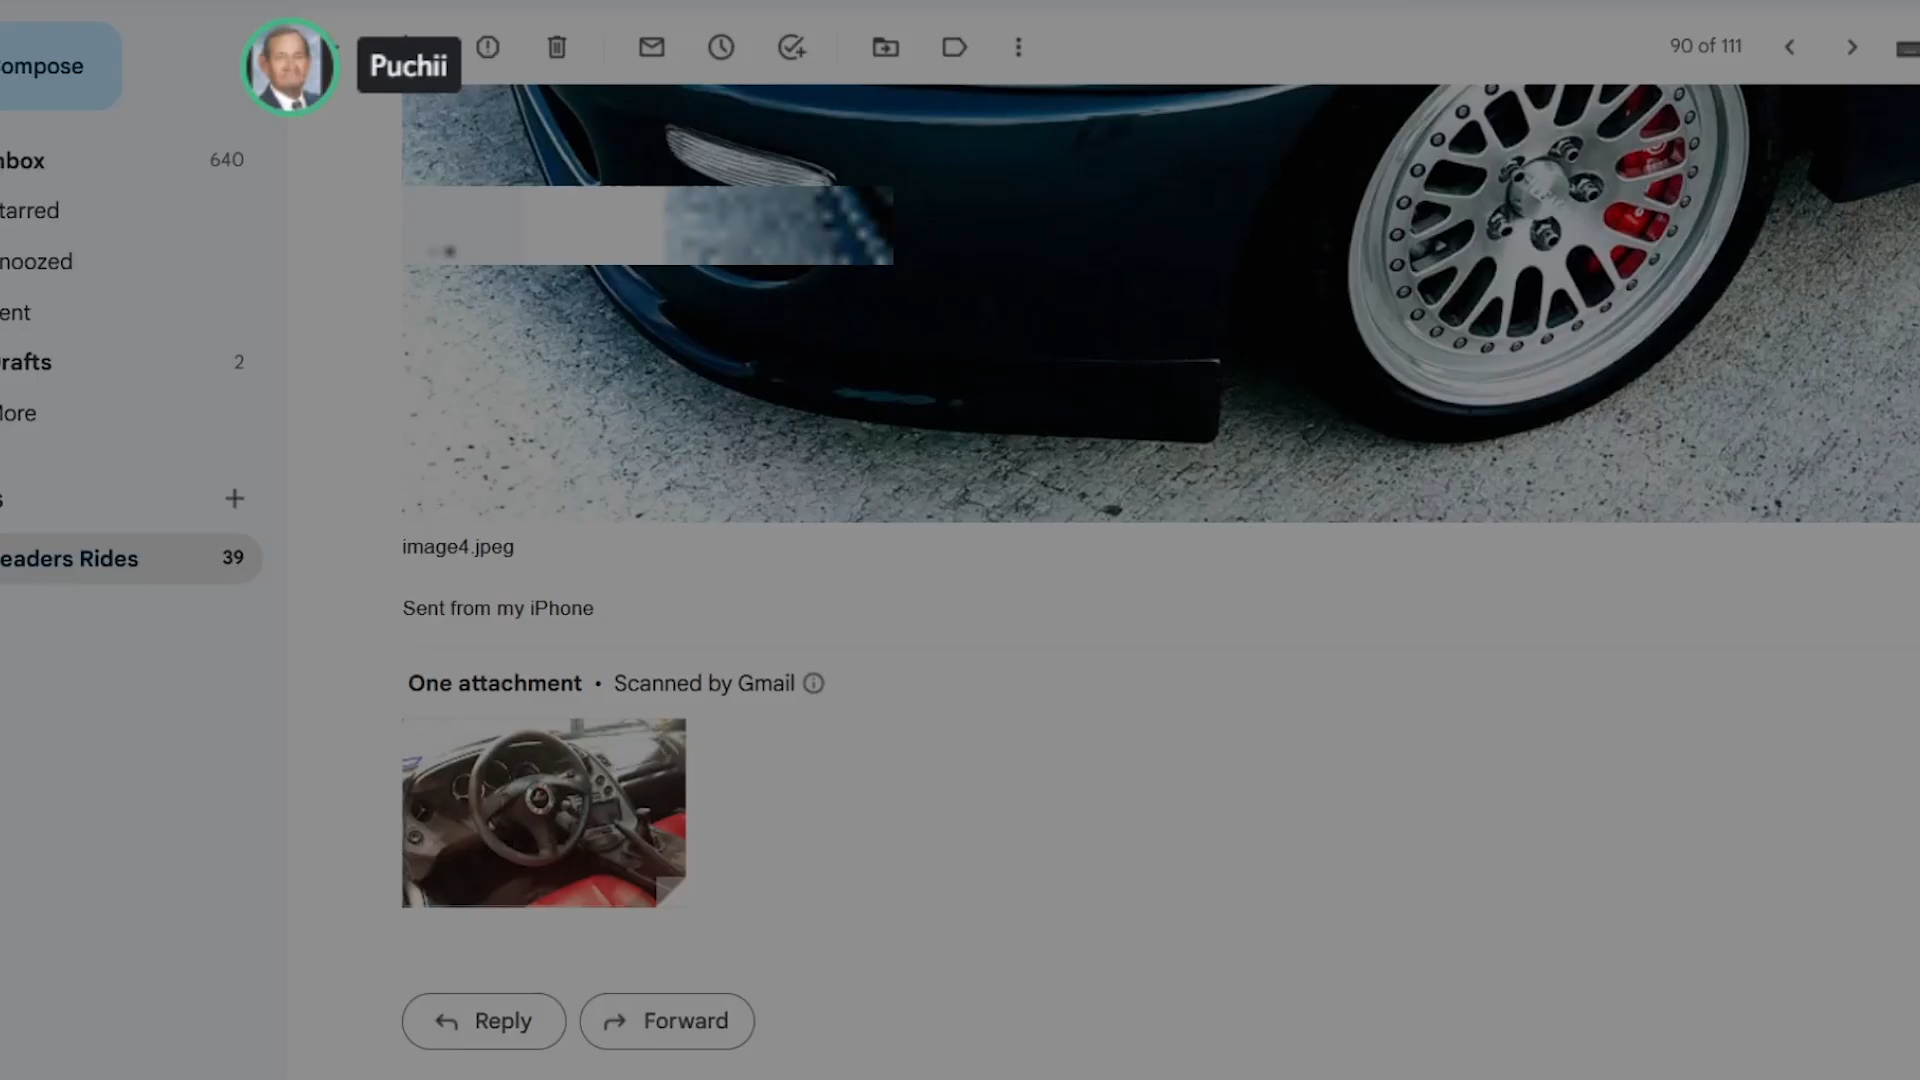 ompose
Puchii
90 of 111
nbox 640
tarred
noozed
ent
rafts 2
ore
s
eaders Rides 39
image4.jpeg
Sent from my iPhone
One attachment • Scanned by Gmail
Reply
Forward